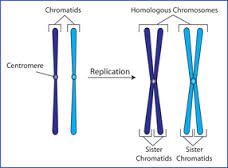 Chromatids
Homologous Chromosomes
Centromere
Replication
Sister
Chromatids
Sister
Chromatids